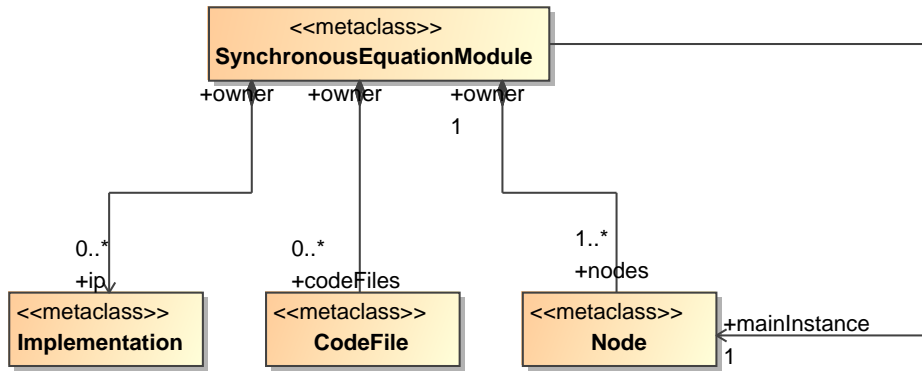 <<metaclass>>
SynchronousEquationModule
+owner
+owner
+owner
1
0..*
+ip
0..*
+codeFiles
1..*
+nodes
<<metaclass>>
Implementation
<<metaclass>>
CodeFile
<<metaclass>>
Node
+mainInstance
1